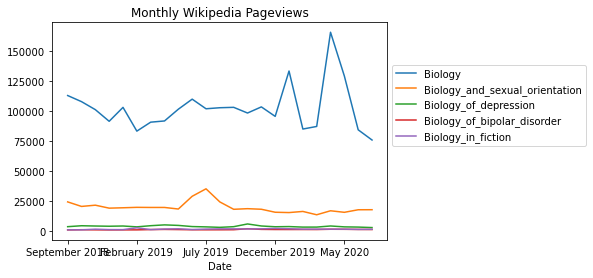 Monthly Wikipedia Pageviews
150000
125000
100000
75000
50000
25000
0
September 2018 February 2019 July 2019 December 2019 May 2020
Date
Biology
Biology_and_sexual_orientation
Biology_of_depression
Biology_of_bipolar_disorder
Biology_in_fiction